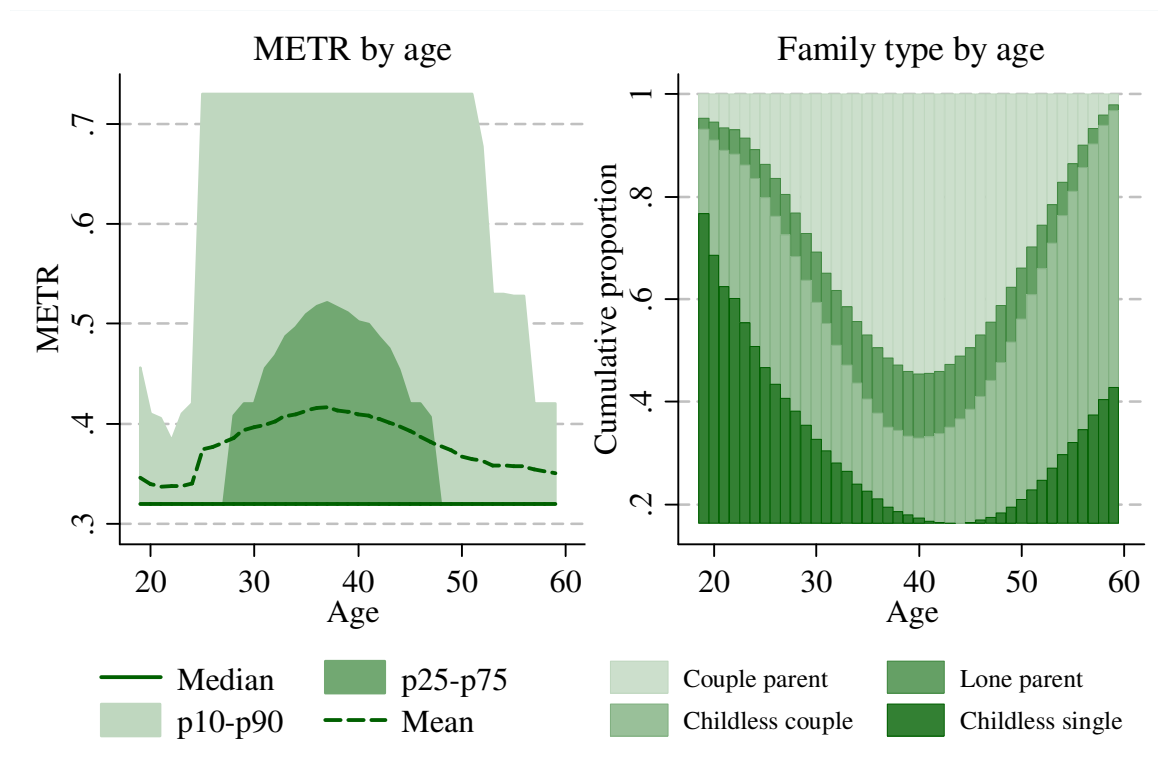 METR by age
.7
.6
.5
.4
.3
METR
20 30 40 50 60
Age
Median
p25-p75
p10-p90
Mean
Family type by age
1
.8
.6
.4
.2
Cumulative proportion
20 30 40 50 60
Age
Couple parent
Lone parent
Childless couple
Childless single